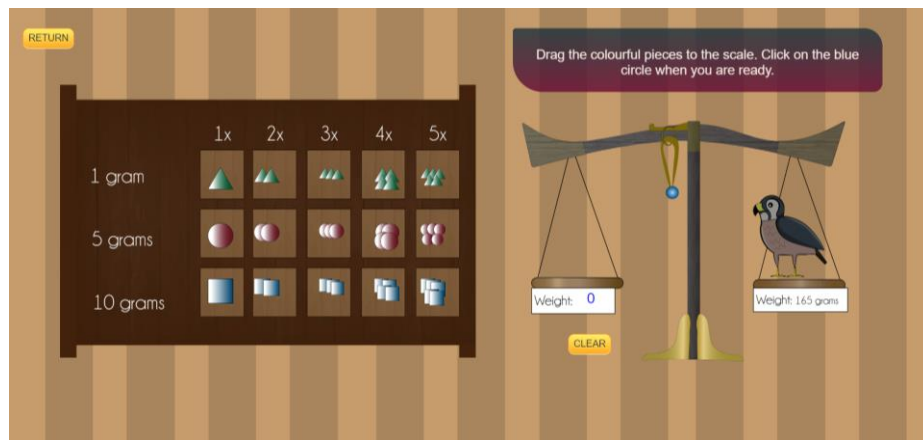 RETURN
Drag the colourful pieces to the scale. Click on the blue
circle when you are ready.
1x 2x 3x 4x 5x
1 gram
5 grams
10 grams
Weight: 0
Weight: 165 grams
CLEAR